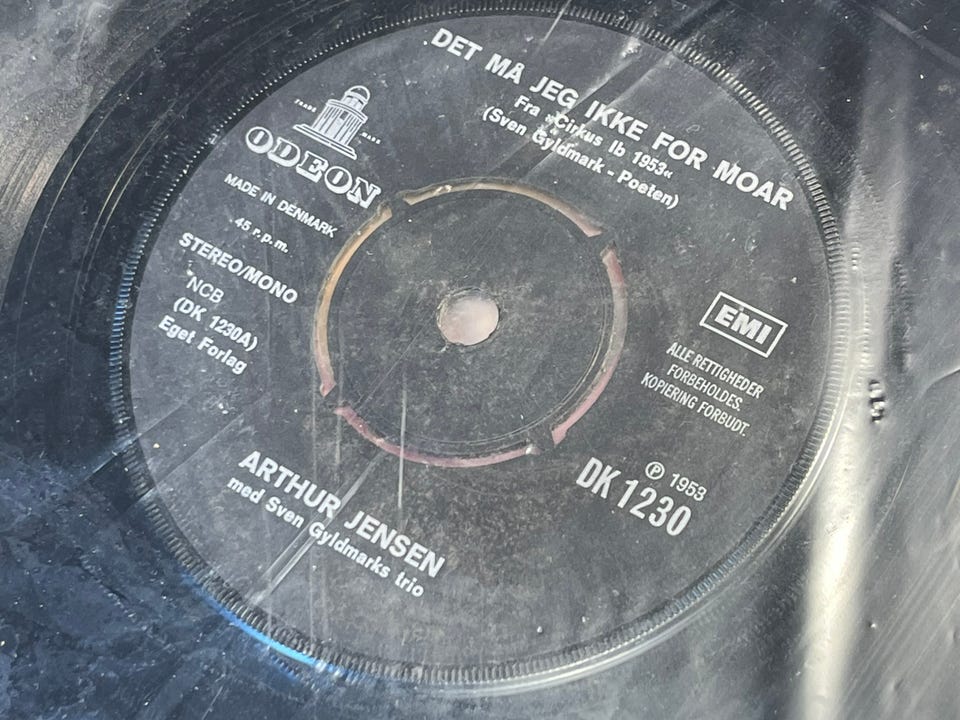 DET MÅ JEG IKKE FOR MOAR
Fra »Cirkus Ib 1953«
(Sven Gyldmark - Poeten)
TRADE MARK
ODEON
MADE IN DENMARK
45 r.p.m.
STEREO/MONO
NCB
(DK 1230A)
Eget Forlag
EMI
ALLE RETTIGHEDER
FORBEHOLDES.
KOPIERING FORBUDT.
℗ 1953
DK 1230
ARTHUR JENSEN
med Sven Gyldmarks trio